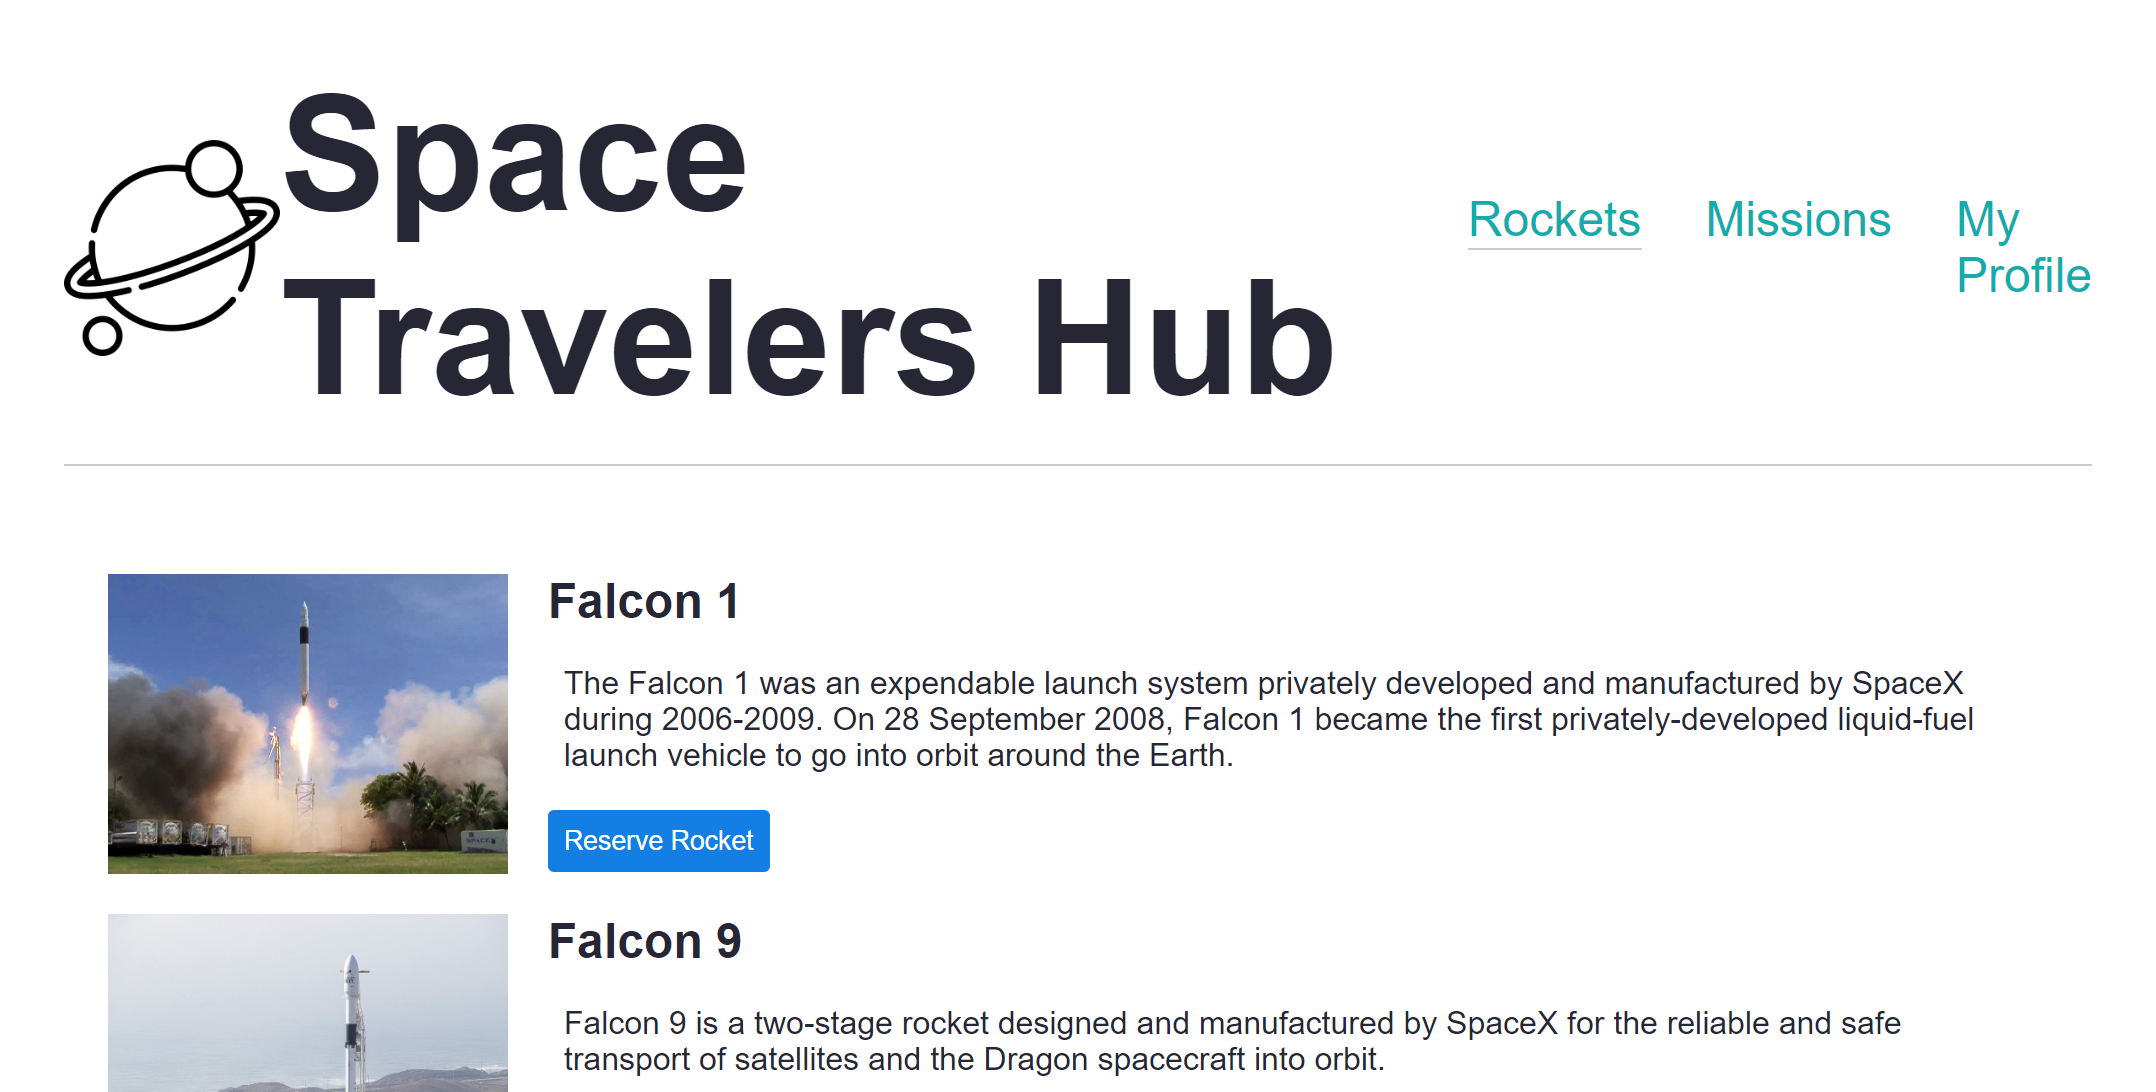 Space
Travelers Hub
Rockets
Missions
My
Profile
Falcon 1
The Falcon 1 was an expendable launch system privately developed and manufactured by SpaceX
during 2006-2009. On 28 September 2008, Falcon 1 became the first privately-developed liquid-fuel
launch vehicle to go into orbit around the Earth.
Reserve Rocket
Falcon 9
Falcon 9 is a two-stage rocket designed and manufactured by SpaceX for the reliable and safe
transport of satellites and the Dragon spacecraft into orbit.